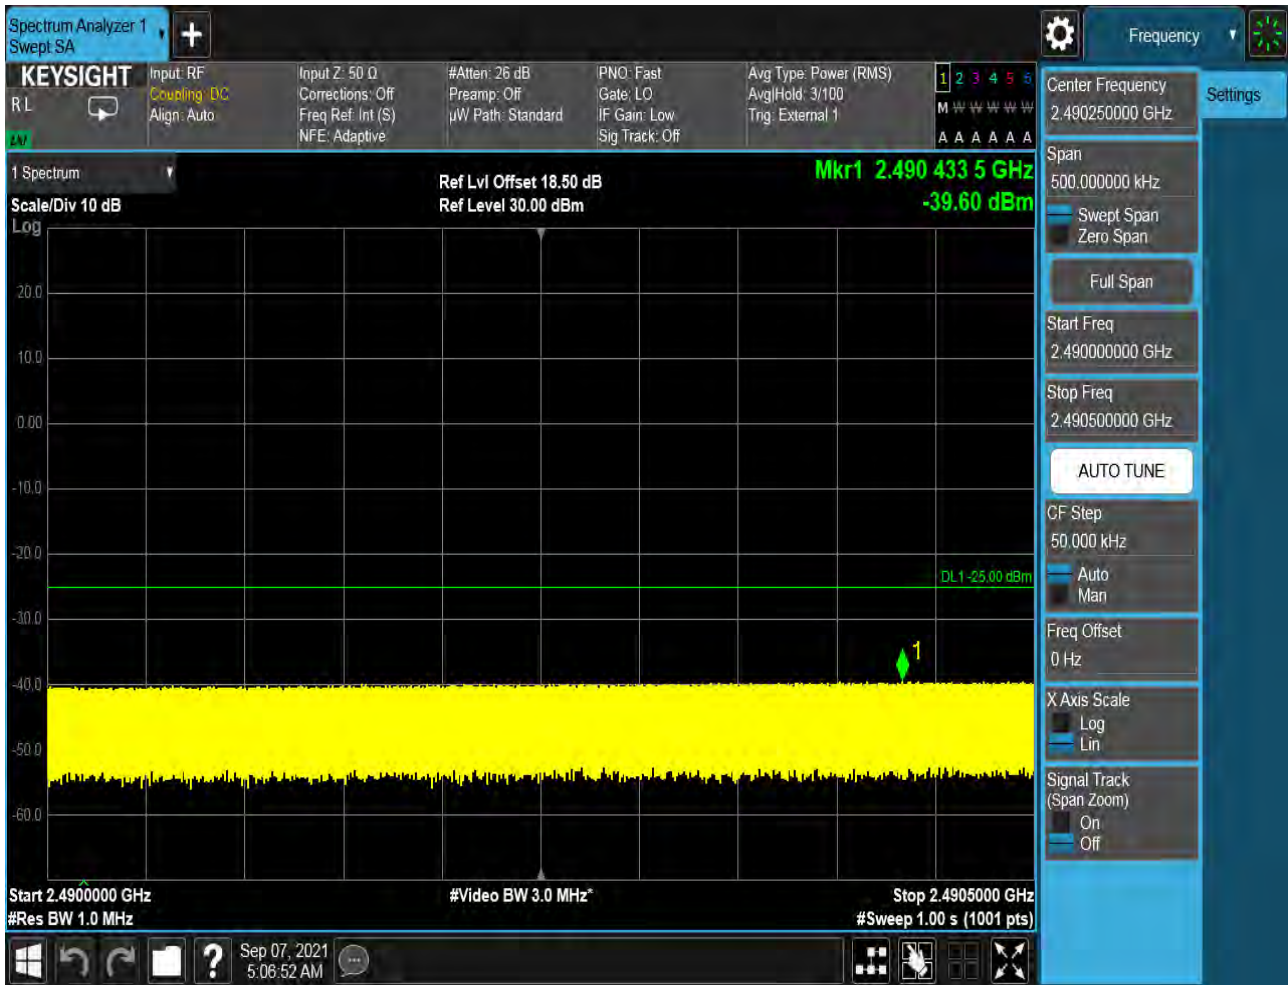 Spectrum Analyzer 1
Swept SA
Frequency
KEYSIGHT
R L
Input: RF
Coupling: DC
Align: Auto
Input Z: 50 Ω
Corrections: Off
Freq Ref: Int (S)
NFE: Adaptive
#Atten: 26 dB
Preamp: Off
µW Path: Standard
PNO: Fast
Gate: LO
IF Gain: Low
Sig Track: Off
Avg Type: Power (RMS)
Avg|Hold: 3/100
Trig: External 1
1 2 3 4 5 6
M W W W W W
A A A A A A
1 Spectrum
Scale/Div 10 dB
Log
Ref Lvl Offset 18.50 dB
Ref Level 30.00 dBm
Mkr1 2.490 433 5 GHz
-39.60 dBm
20.0
10.0
0.00
-10.0
-20.0
DL1 -25.00 dBm
-30.0
1
-40.0
-50.0
-60.0
Start 2.4900000 GHz
#Video BW 3.0 MHz*
Stop 2.4905000 GHz
#Res BW 1.0 MHz
#Sweep 1.00 s (1001 pts)
Center Frequency
2.490250000 GHz
Settings
Span
500.000000 kHz
Swept Span
Zero Span
Full Span
Start Freq
2.490000000 GHz
Stop Freq
2.490500000 GHz
AUTO TUNE
CF Step
50.000 kHz
Auto
Man
Freq Offset
0 Hz
X Axis Scale
Log
Lin
Signal Track
(Span Zoom)
On
Off
?
Sep 07, 2021
5:06:52 AM